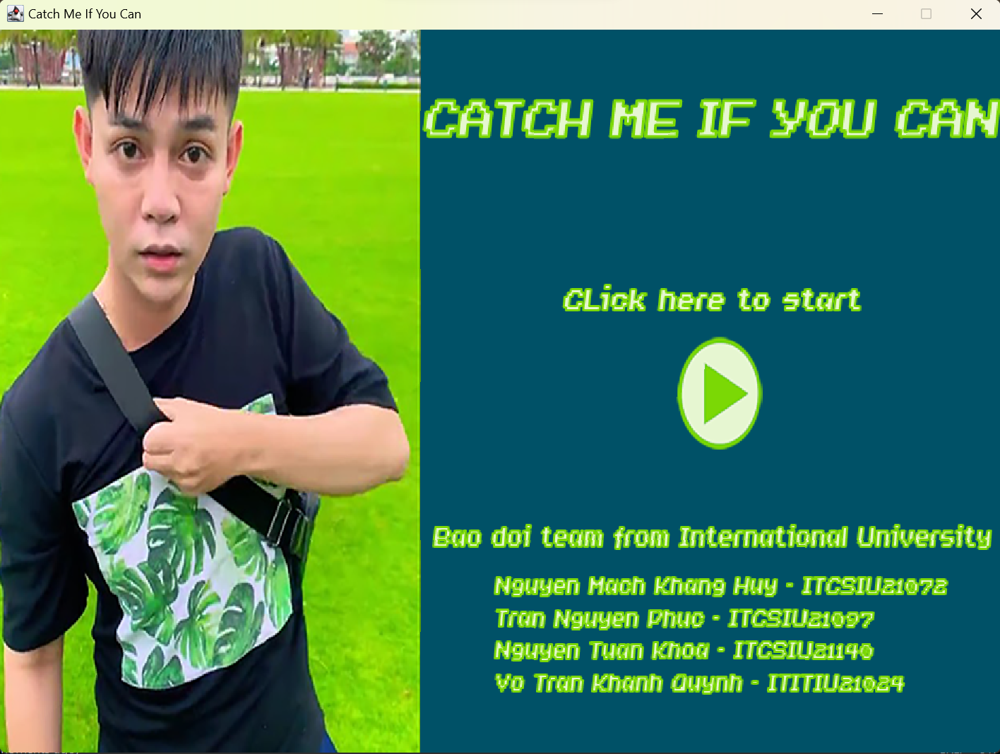 Catch Me If You Can
CATCH ME IF YOU CAN
CLick here to start
Bao doi team from International University
Nguyen Mach Khang Huy - ITCSIU21072
Tran Nguyen Phuc - ITCSIU21097
Nguyen Tuan Khoa - ITCSIU21140
Vo Tran Khanh Quynh - ITITIU21024